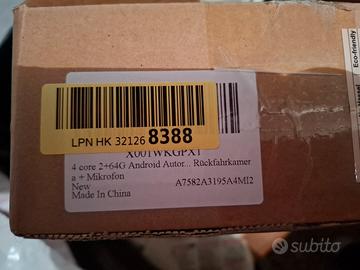 Eco-friendly
LPN HK 32126 8388
X001WKGPX1
4 core 2+64G Android Autor... Rückfahrkamer
a + Mikrofon
New
A7582A3195A4MI2
Made In China
subito